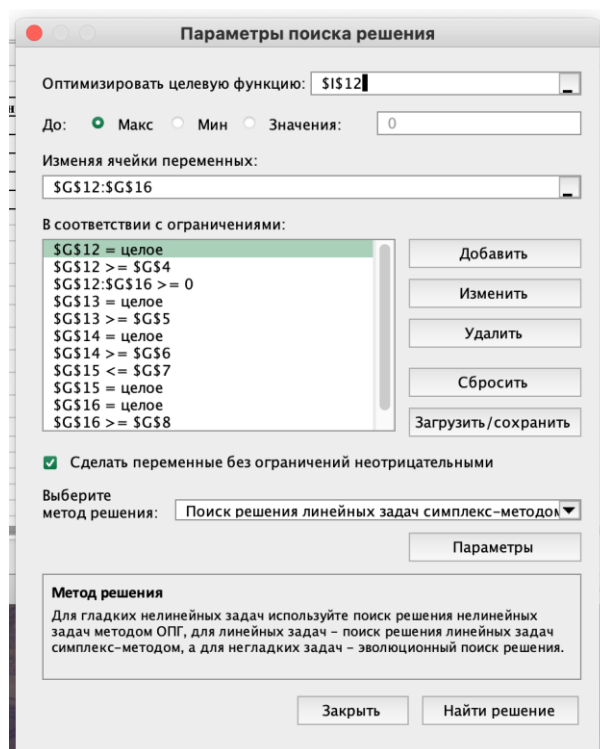 Параметры поиска решения
Оптимизировать целевую функцию: $I$12
До: Макс Мин Значения: 0
Изменяя ячейки переменных:
$G$12:$G$16
В соответствии с ограничениями:
$G$12 = целое
$G$12 >= $G$4
$G$12:$G$16 >= 0
$G$13 = целое
$G$13 >= $G$5
$G$14 = целое
$G$14 >= $G$6
$G$15 <= $G$7
$G$15 = целое
$G$16 = целое
$G$16 >= $G$8
Добавить
Изменить
Удалить
Сбросить
Загрузить/сохранить
Сделать переменные без ограничений неотрицательными
Выберите
метод решения: Поиск решения линейных задач симплекс-методом
Параметры
Метод решения
Для гладких нелинейных задач используйте поиск решения нелинейных
задач методом ОПГ, для линейных задач – поиск решения линейных задач
симплекс-методом, а для негладких задач – эволюционный поиск решения.
Закрыть Найти решение